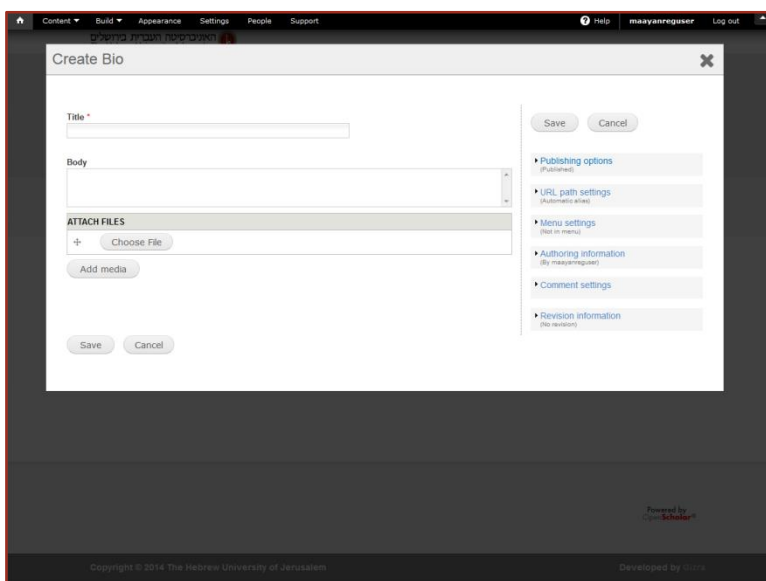 Content Build Appearance Settings People Support Help maayanreguser Log out
האוניברסיטה העברית בירושלים
Create Bio
Title *
Body
ATTACH FILES
Choose File
Add media
Save Cancel
Save Cancel
Publishing options
(Published)
URL path settings
(Automatic alias)
Menu settings
(Not in menu)
Authoring information
(By maayanreguser)
Comment settings
Revision information
(No revision)
Powered by
OpenScholar
Copyright © 2014 The Hebrew University of Jerusalem
Developed by